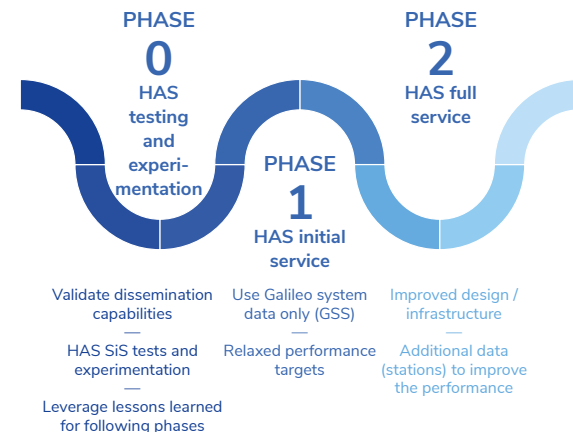 PHASE
0
HAS
testing
and
experi-
mentation
PHASE
1
HAS initial
service
PHASE
2
HAS full
service
Validate dissemination
capabilities
—
HAS SiS tests and
experimentation
—
Leverage lessons learned
for following phases
Use Galileo system
data only (GSS)
—
Relaxed performance
targets
Improved design /
infrastructure
—
Additional data
(stations) to improve
the performance